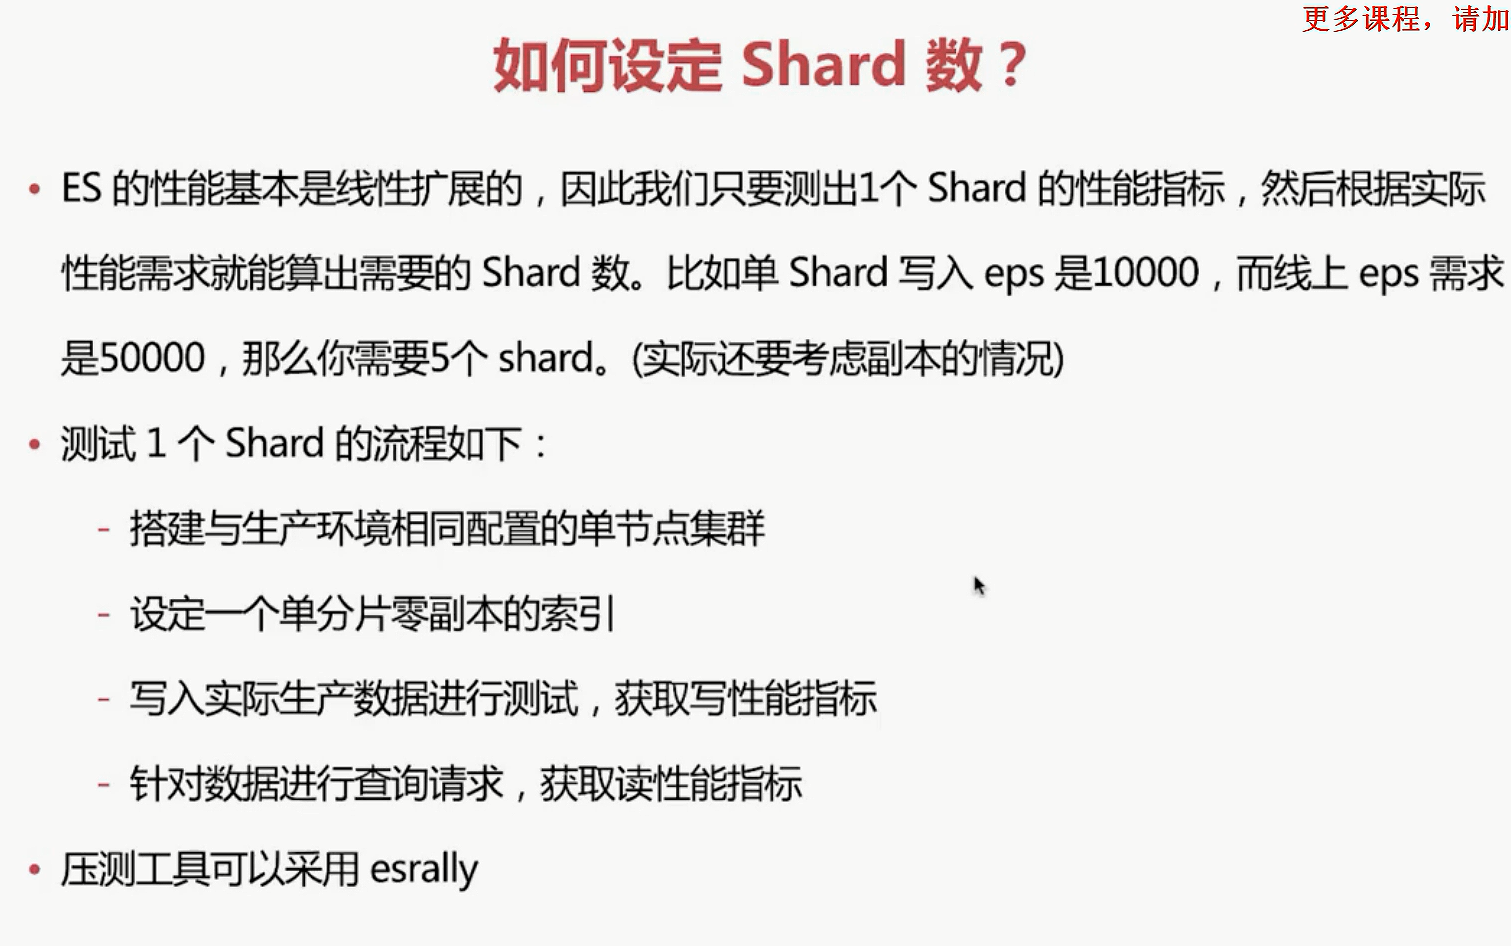 更多课程，请加
如何设定 Shard 数？
• ES 的性能基本是线性扩展的，因此我们只要测出1个 Shard 的性能指标，然后根据实际
性能需求就能算出需要的 Shard 数。比如单 Shard 写入 eps 是10000，而线上 eps 需求
是50000，那么你需要5个 shard。(实际还要考虑副本的情况)
• 测试 1 个 Shard 的流程如下：
- 搭建与生产环境相同配置的单节点集群
- 设定一个单分片零副本的索引
- 写入实际生产数据进行测试，获取写性能指标
- 针对数据进行查询请求，获取读性能指标
• 压测工具可以采用 esrally